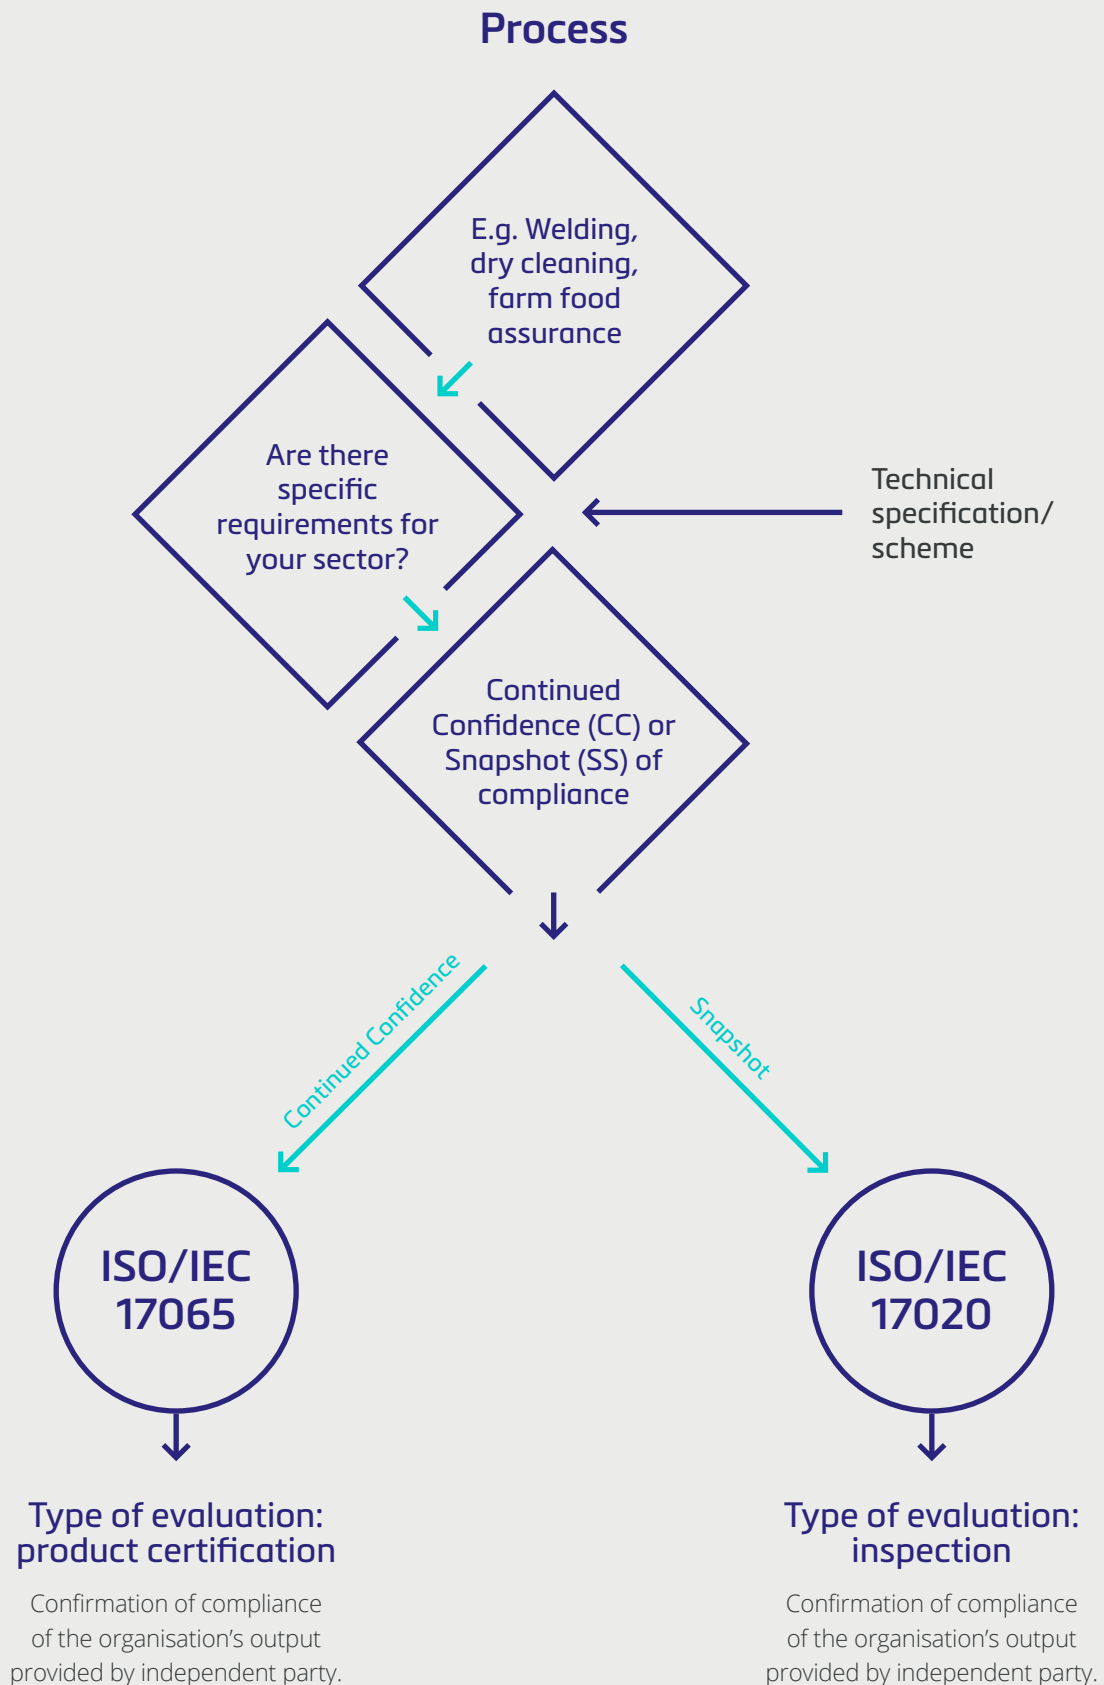 Process
E.g. Welding,
dry cleaning,
farm food
assurance
Are there
specific
requirements for
your sector?
Technical
specification/
scheme
Continued
Confidence (CC) or
Snapshot (SS) of
compliance
Continued Confidence
Snapshot
ISO/IEC
17065
ISO/IEC
17020
Type of evaluation:
product certification
Confirmation of compliance
of the organisation’s output
provided by independent party.
Type of evaluation:
inspection
Confirmation of compliance
of the organisation’s output
provided by independent party.